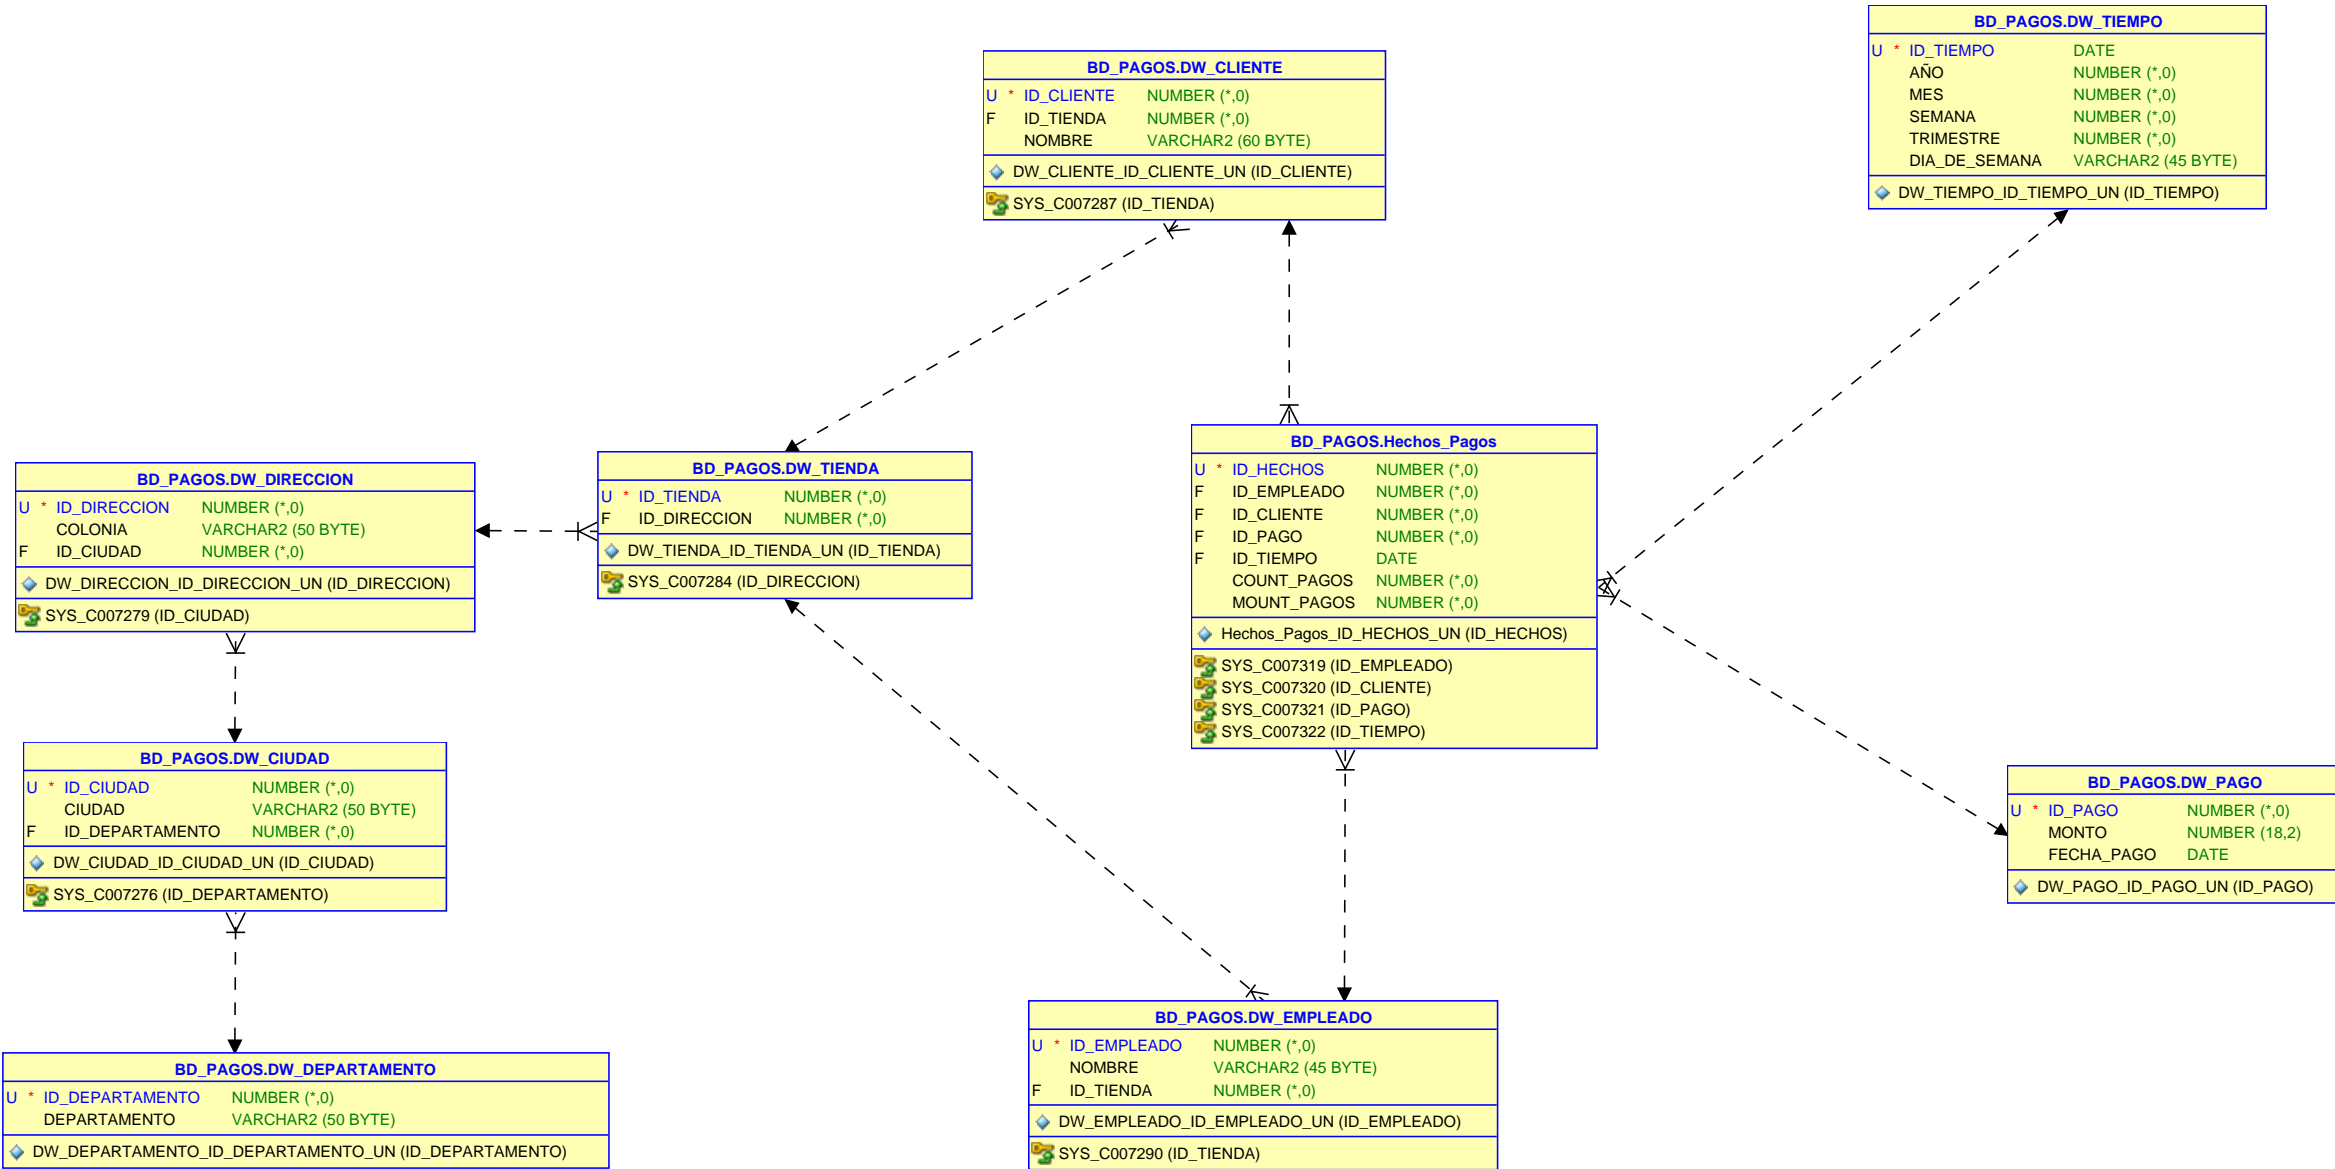 BD_PAGOS.DW_TIEMPO
U * ID_TIEMPO DATE
AÑO NUMBER (*,0)
MES NUMBER (*,0)
SEMANA NUMBER (*,0)
TRIMESTRE NUMBER (*,0)
DIA_DE_SEMANA VARCHAR2 (45 BYTE)
DW_TIEMPO_ID_TIEMPO_UN (ID_TIEMPO)
BD_PAGOS.DW_CLIENTE
U * ID_CLIENTE NUMBER (*,0)
F ID_TIENDA NUMBER (*,0)
NOMBRE VARCHAR2 (60 BYTE)
DW_CLIENTE_ID_CLIENTE_UN (ID_CLIENTE)
SYS_C007287 (ID_TIENDA)
BD_PAGOS.DW_DIRECCION
U * ID_DIRECCION NUMBER (*,0)
COLONIA VARCHAR2 (50 BYTE)
F ID_CIUDAD NUMBER (*,0)
DW_DIRECCION_ID_DIRECCION_UN (ID_DIRECCION)
SYS_C007279 (ID_CIUDAD)
BD_PAGOS.DW_TIENDA
U * ID_TIENDA NUMBER (*,0)
F ID_DIRECCION NUMBER (*,0)
DW_TIENDA_ID_TIENDA_UN (ID_TIENDA)
SYS_C007284 (ID_DIRECCION)
BD_PAGOS.Hechos_Pagos
U * ID_HECHOS NUMBER (*,0)
F ID_EMPLEADO NUMBER (*,0)
F ID_CLIENTE NUMBER (*,0)
F ID_PAGO NUMBER (*,0)
F ID_TIEMPO DATE
COUNT_PAGOS NUMBER (*,0)
MOUNT_PAGOS NUMBER (*,0)
Hechos_Pagos_ID_HECHOS_UN (ID_HECHOS)
SYS_C007319 (ID_EMPLEADO)
SYS_C007320 (ID_CLIENTE)
SYS_C007321 (ID_PAGO)
SYS_C007322 (ID_TIEMPO)
BD_PAGOS.DW_CIUDAD
U * ID_CIUDAD NUMBER (*,0)
CIUDAD VARCHAR2 (50 BYTE)
F ID_DEPARTAMENTO NUMBER (*,0)
DW_CIUDAD_ID_CIUDAD_UN (ID_CIUDAD)
SYS_C007276 (ID_DEPARTAMENTO)
BD_PAGOS.DW_PAGO
U * ID_PAGO NUMBER (*,0)
MONTO NUMBER (18,2)
FECHA_PAGO DATE
DW_PAGO_ID_PAGO_UN (ID_PAGO)
BD_PAGOS.DW_DEPARTAMENTO
U * ID_DEPARTAMENTO NUMBER (*,0)
DEPARTAMENTO VARCHAR2 (50 BYTE)
DW_DEPARTAMENTO_ID_DEPARTAMENTO_UN (ID_DEPARTAMENTO)
BD_PAGOS.DW_EMPLEADO
U * ID_EMPLEADO NUMBER (*,0)
NOMBRE VARCHAR2 (45 BYTE)
F ID_TIENDA NUMBER (*,0)
DW_EMPLEADO_ID_EMPLEADO_UN (ID_EMPLEADO)
SYS_C007290 (ID_TIENDA)